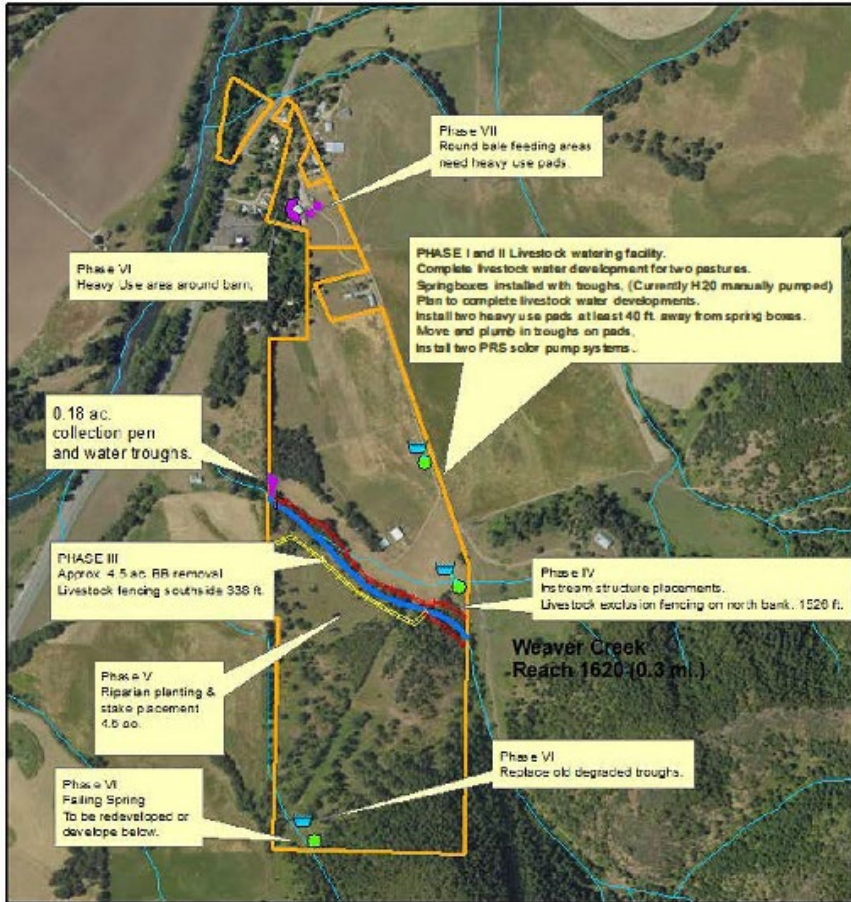 Phase VII
Round bale feeding areas
need heavy use pads.
Phase VI
Heavy Use area around barn.
PHASE I and II Livestock watering facility.
Complete livestock water development for two pastures.
Springboxes installed with troughs. (Currently H20 manually pumped)
Plan to complete livestock water developments.
Install two heavy use pads at least 40 ft. away from spring boxes.
Move and plumb in troughs on pads.
Install two PRS solor pump systems.
0.18 ac.
collection pen
and water troughs.
PHASE III
Approx. 4.5 ac. BB removal
Livestock fencing southside 338 ft.
Phase IV
Instream structure placements.
Livestock exclusion fencing on north bank. 1526 ft.
Weaver Creek
Reach 1620 (0.3 mi.)
Phase V
Riparian planting &
stake placement
4.5 ac.
Phase VI
Replace old degraded troughs.
Phase VI
Failing Spring
To be redeveloped or
develope below.